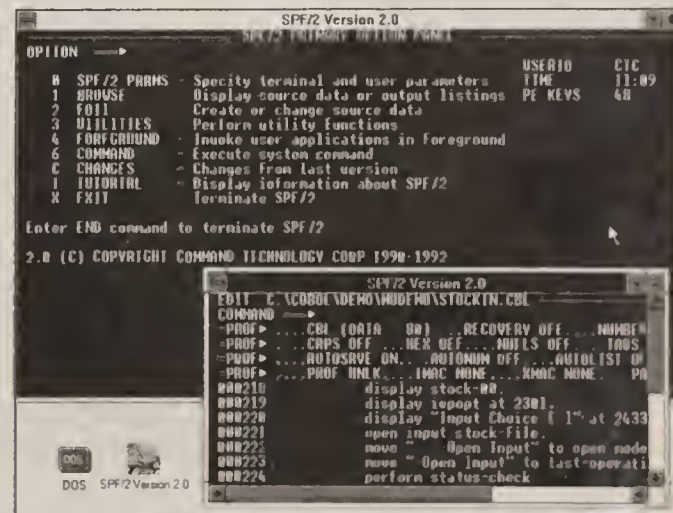 SPF/2 Version 2.0
SPF/2 PRIMARY OPTION PANEL
OPTION
USERID CTC
0 SPF/2 PRRMS - Specity terminal and user parameters TIME 11:09
1 BROWSE Display source data or output listings PF KEYS 48
2 EDIT Create or change source data
3 UTILITIES Perform utility functions
4 FOREGROUND - Invoke user applications in Foreground
6 COMMAND - Execute system command
C CHANGES - Changes from last version
I TUTORIAL - Display information about SPF/2
X EXIT Terminate SPF/2
Enter END command to terminate SPF/2
2.0 (C) COPYRIGHT COMMAND TECHNOLOGY CORP 1990-1992
SPF/2 Version 2.0
EDIT C:\COBOL\DEMO\MUDEMO\STOCKIN.CBL
COMMAND
=PROF> ....CBL (DATA 80) ...RECOVERY OFF....NUMBE
=PROF> ....CAPS OFF ...HEX OFF....NULLS OFF....TABS
=PROF> ....AUTOSAVE ON....AUTONUM OFF ...AUTOLIST
=PROF> ....PROF UNLK....IMAC NONE....XMAC NONE. PA
000218 display stock-00.
000219 display at 2301.
000220 display "Input Choice [ ]" at 2433
000221 open input stock-file.
000222 move " Open Input" to open mode
000223 move " Open Input" to last-operati
000224 perform status-check
DOS
SPF/2 Version 2.0